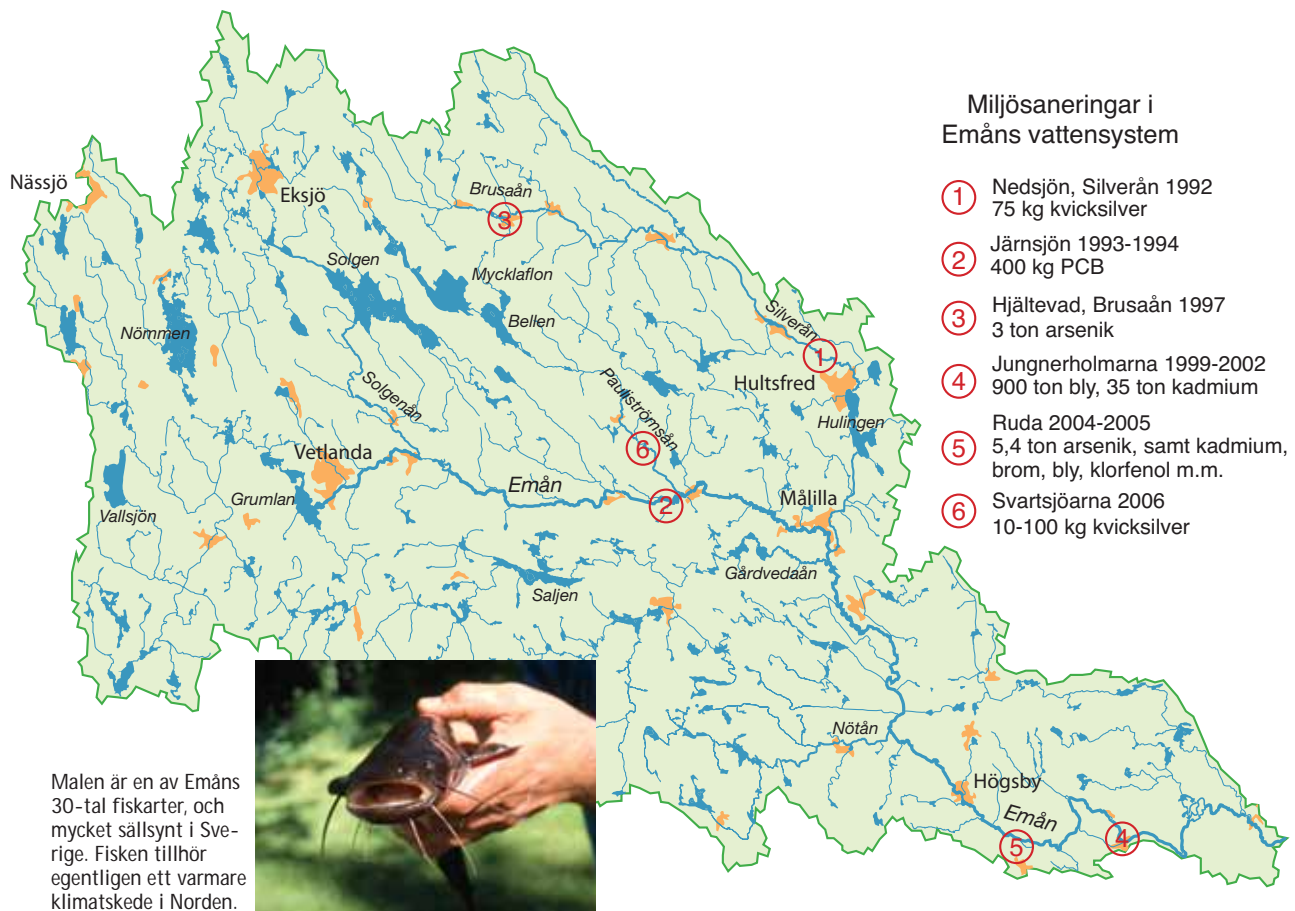 Miljösaneringar i
Emåns vattensystem
1 Nedsjön, Silverån 1992
75 kg kvicksilver
2 Järnsjön 1993-1994
400 kg PCB
3 Hjältevad, Brusaån 1997
3 ton arsenik
4 Jungnerholmarna 1999-2002
900 ton bly, 35 ton kadmium
5 Ruda 2004-2005
5,4 ton arsenik, samt kadmium,
brom, bly, klorfenol m.m.
6 Svartsjöarna 2006
10-100 kg kvicksilver
Nässjö
Eksjö
Brusaån
3
Solgen
Mycklaflon
Bellen
Nömmen
Silverån
1
Hultsfred
Hulingen
Solgenån
Pauliströmsån
6
Vetlanda
Grumlan
Emån
2
Målilla
Vallsjön
Gårdvedaån
Saljen
Nötån
Högsby
Emån
5
4
Malen är en av Emåns
30-tal fiskarter, och
mycket sällsynt i Sve-
rige. Fisken tillhör
egentligen ett varmare
klimatskede i Norden.